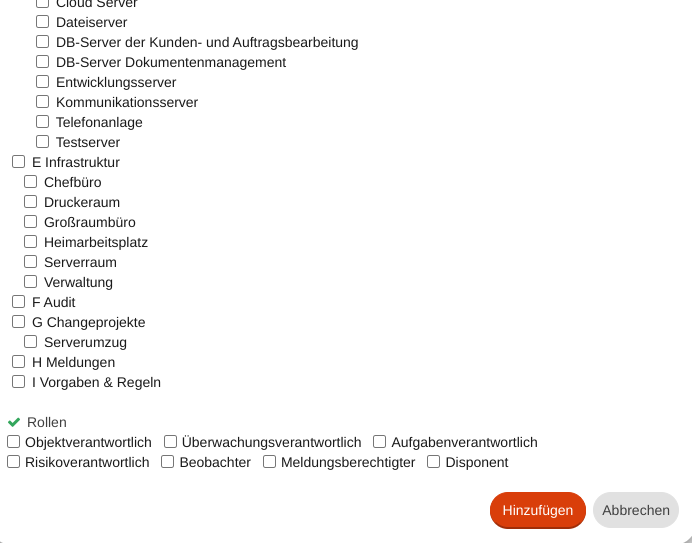 Cloud Server
Dateiserver
DB-Server der Kunden- und Auftragsbearbeitung
DB-Server Dokumentenmanagement
Entwicklungsserver
Kommunikationsserver
Telefonanlage
Testserver
E Infrastruktur
Chefbüro
Druckeraum
Großraumbüro
Heimarbeitsplatz
Serverraum
Verwaltung
F Audit
G Changeprojekte
Serverumzug
H Meldungen
I Vorgaben & Regeln
Rollen
Objektverantwortlich Überwachungsverantwortlich Aufgabenverantwortlich
Risikoverantwortlich Beobachter Meldungsberechtigter Disponent
Hinzufügen Abbrechen